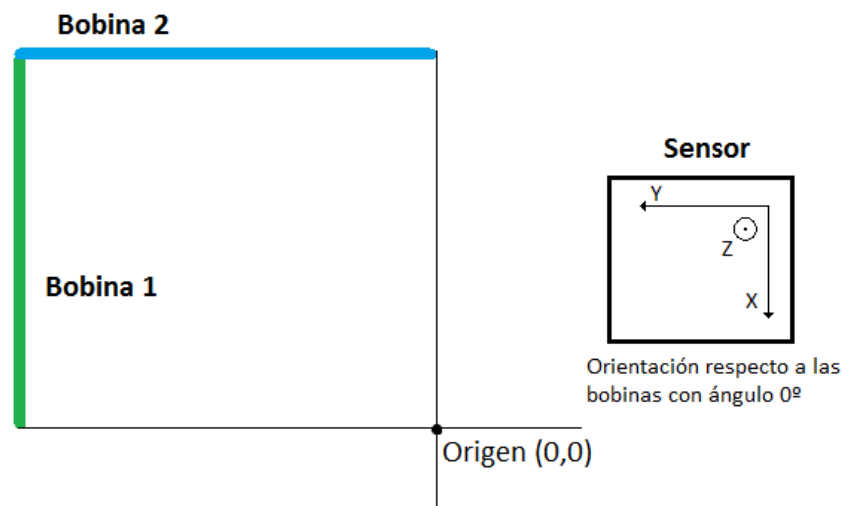 Bobina 2
Sensor
Y
Z
X
Bobina 1
Orientación respecto a las
bobinas con ángulo 0º
Origen (0,0)